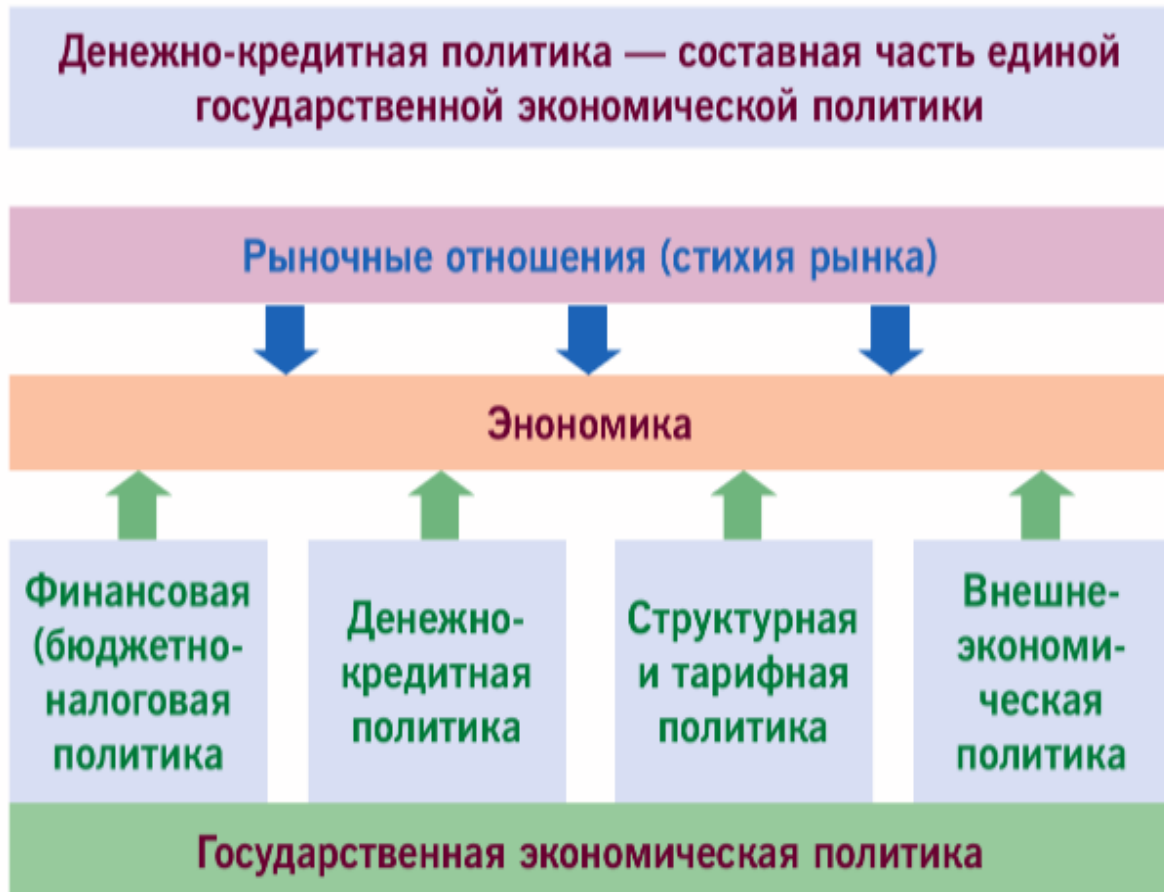 Денежно-кредитная политика — составная часть единой
государственной экономической политики
Рыночные отношения (стихия рынка)
Энономика
Финансовая
(бюджетно-
налоговая
политика
Денежно-
кредитная
политика
Структурная
и тарифная
политика
Внешне-
экономи-
ческая
политика
Государственная экономическая политика